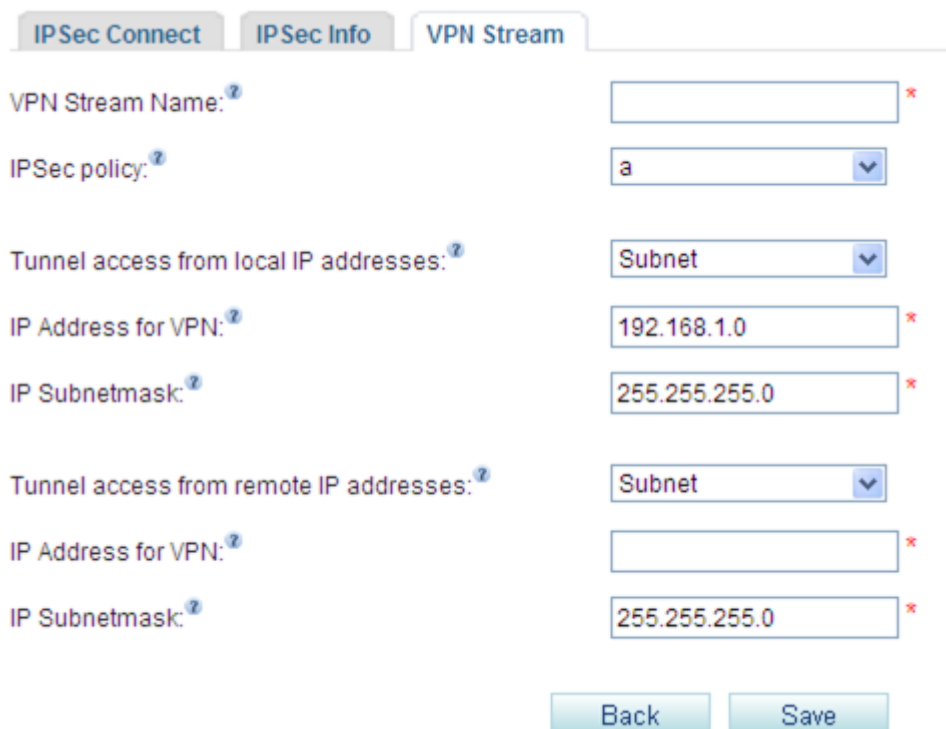 IPSec Connect IPSec Info VPN Stream
VPN Stream Name:? *
IPSec policy:? a
Tunnel access from local IP addresses:? Subnet
IP Address for VPN:? 192.168.1.0 *
IP Subnetmask:? 255.255.255.0 *
Tunnel access from remote IP addresses:? Subnet
IP Address for VPN:? *
IP Subnetmask:? 255.255.255.0 *
Back Save